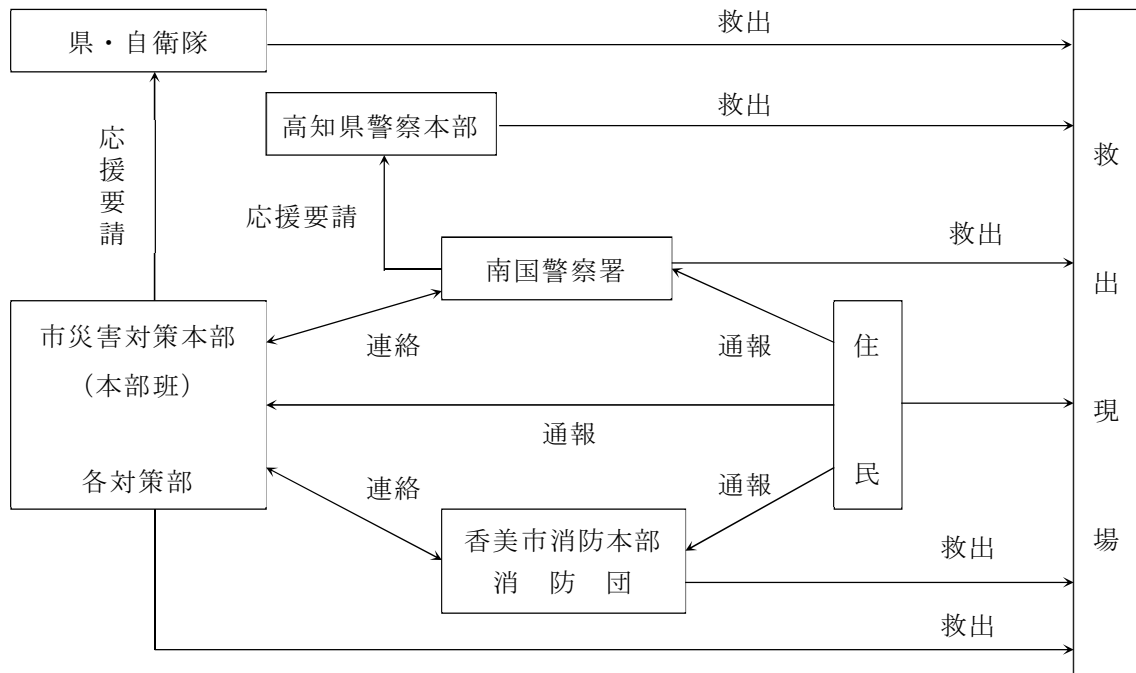 県・自衛隊
救出
高知県警察本部
救出
応援要請
応援要請
南国警察署
救出
市災害対策本部
（本部班）
各対策部
連絡
通報
住民
通報
連絡
通報
香美市消防本部
消　防　団
救出
救出
救出現場